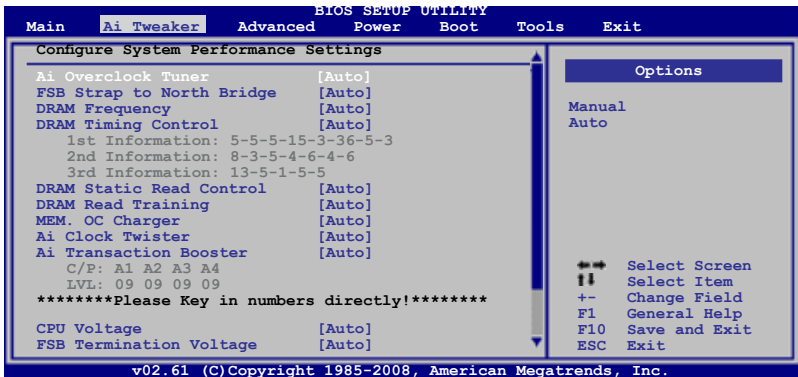 BIOS SETUP UTILITY
Main Ai Tweaker Advanced Power Boot Tools Exit
Configure System Performance Settings
Ai Overclock Tuner [Auto]
FSB Strap to North Bridge [Auto]
DRAM Frequency [Auto]
DRAM Timing Control [Auto]
1st Information: 5-5-5-15-3-36-5-3
2nd Information: 8-3-5-4-6-4-6
3rd Information: 13-5-1-5-5
DRAM Static Read Control [Auto]
DRAM Read Training [Auto]
MEM. OC Charger [Auto]
Ai Clock Twister [Auto]
Ai Transaction Booster [Auto]
C/P: A1 A2 A3 A4
LVL: 09 09 09 09
********Please Key in numbers directly!********
CPU Voltage [Auto]
FSB Termination Voltage [Auto]
Options
Manual
Auto
Select Screen
Select Item
+- Change Field
F1 General Help
F10 Save and Exit
ESC Exit
v02.61 (C)Copyright 1985-2008, American Megatrends, Inc.